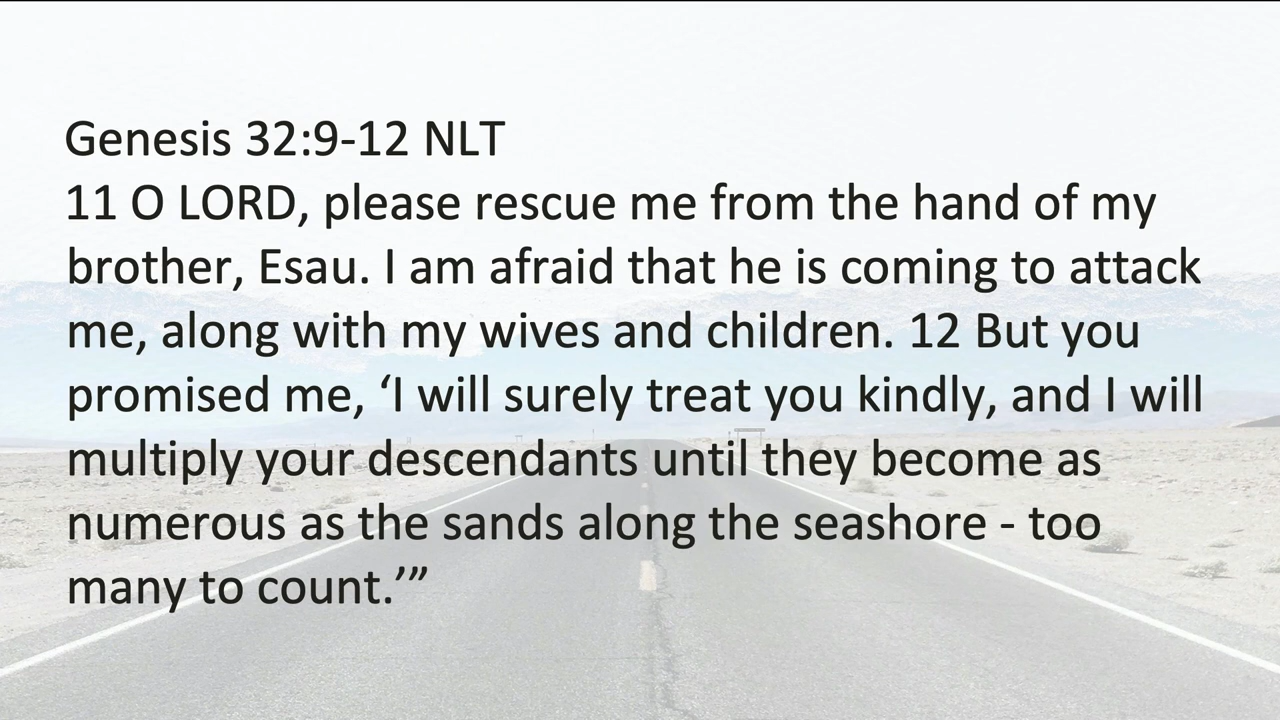 Genesis 32:9-12 NLT
11 O LORD, please rescue me from the hand of my
brother, Esau. I am afraid that he is coming to attack
me, along with my wives and children. 12 But you
promised me, ‘I will surely treat you kindly, and I will
multiply your descendants until they become as
numerous as the sands along the seashore - too
many to count.’”